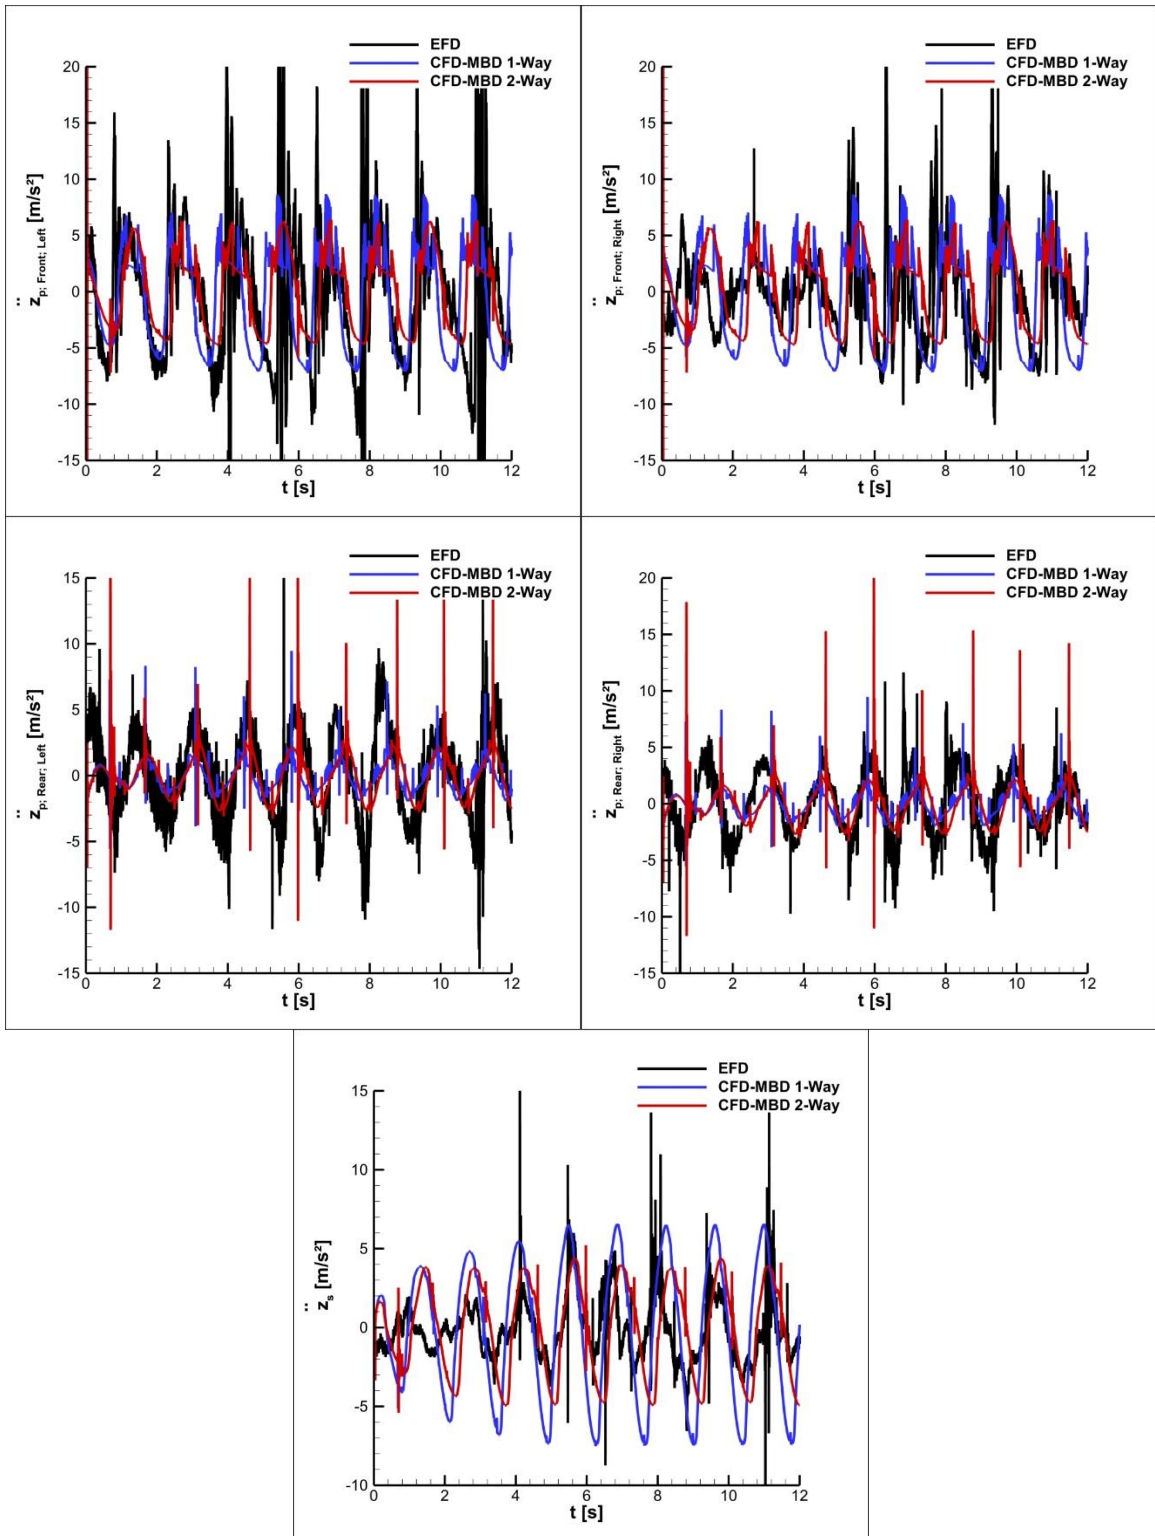 EFD
CFD-MBD 1-Way
CFD-MBD 2-Way
20
15
10
5
0
-5
-10
-15
0 2 4 6 8 10 12
z̈p; Front; Left [m/s²]
t [s]
EFD
CFD-MBD 1-Way
CFD-MBD 2-Way
20
15
10
5
0
-5
-10
-15
0 2 4 6 8 10 12
z̈p; Front; Right [m/s²]
t [s]
EFD
CFD-MBD 1-Way
CFD-MBD 2-Way
15
10
5
0
-5
-10
-15
0 2 4 6 8 10 12
z̈p; Rear; Left [m/s²]
t [s]
EFD
CFD-MBD 1-Way
CFD-MBD 2-Way
20
15
10
5
0
-5
-10
-15
0 2 4 6 8 10 12
z̈p; Rear; Right [m/s²]
t [s]
EFD
CFD-MBD 1-Way
CFD-MBD 2-Way
15
10
5
0
-5
-10
0 2 4 6 8 10 12
z̈s [m/s²]
t [s]